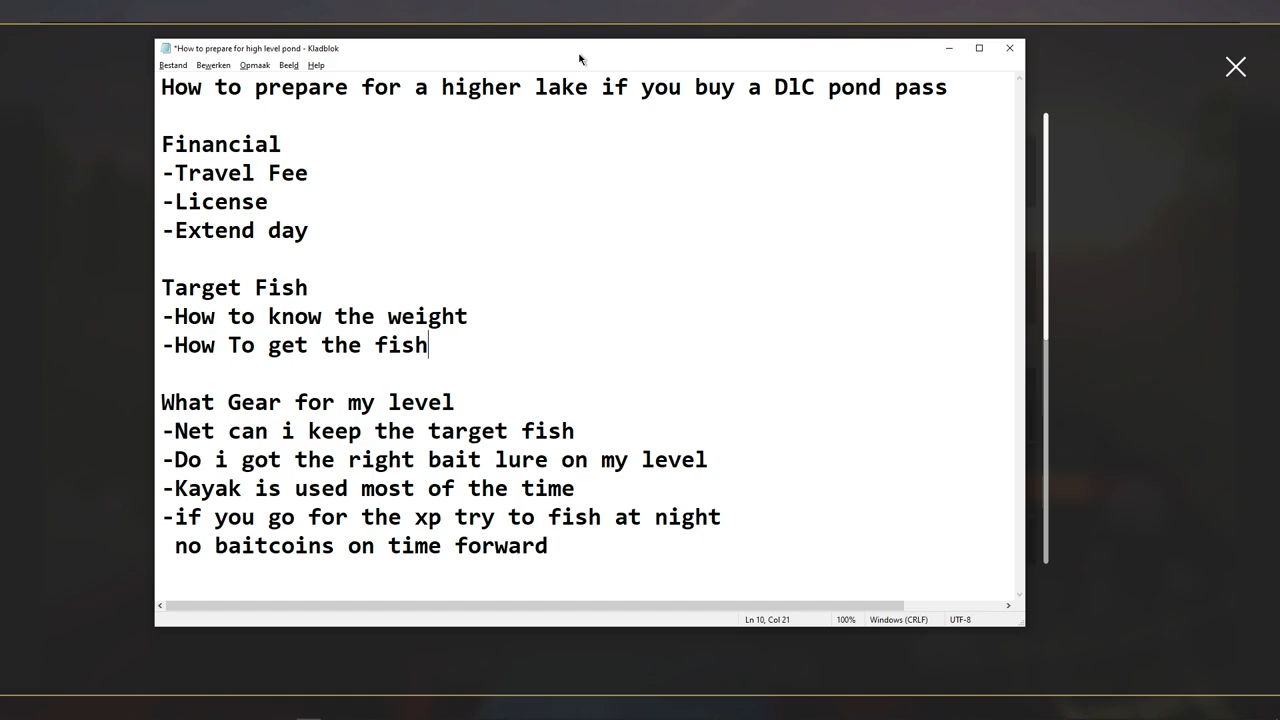 *How to prepare for high level pond - Kladblok
Bestand Bewerken Opmaak Beeld Help
How to prepare for a higher lake if you buy a DlC pond pass
Financial
-Travel Fee
-License
-Extend day
Target Fish
-How to know the weight
-How To get the fish
What Gear for my level
-Net can i keep the target fish
-Do i got the right bait lure on my level
-Kayak is used most of the time
-if you go for the xp try to fish at night
no baitcoins on time forward
Ln 10, Col 21 100% Windows (CRLF) UTF-8